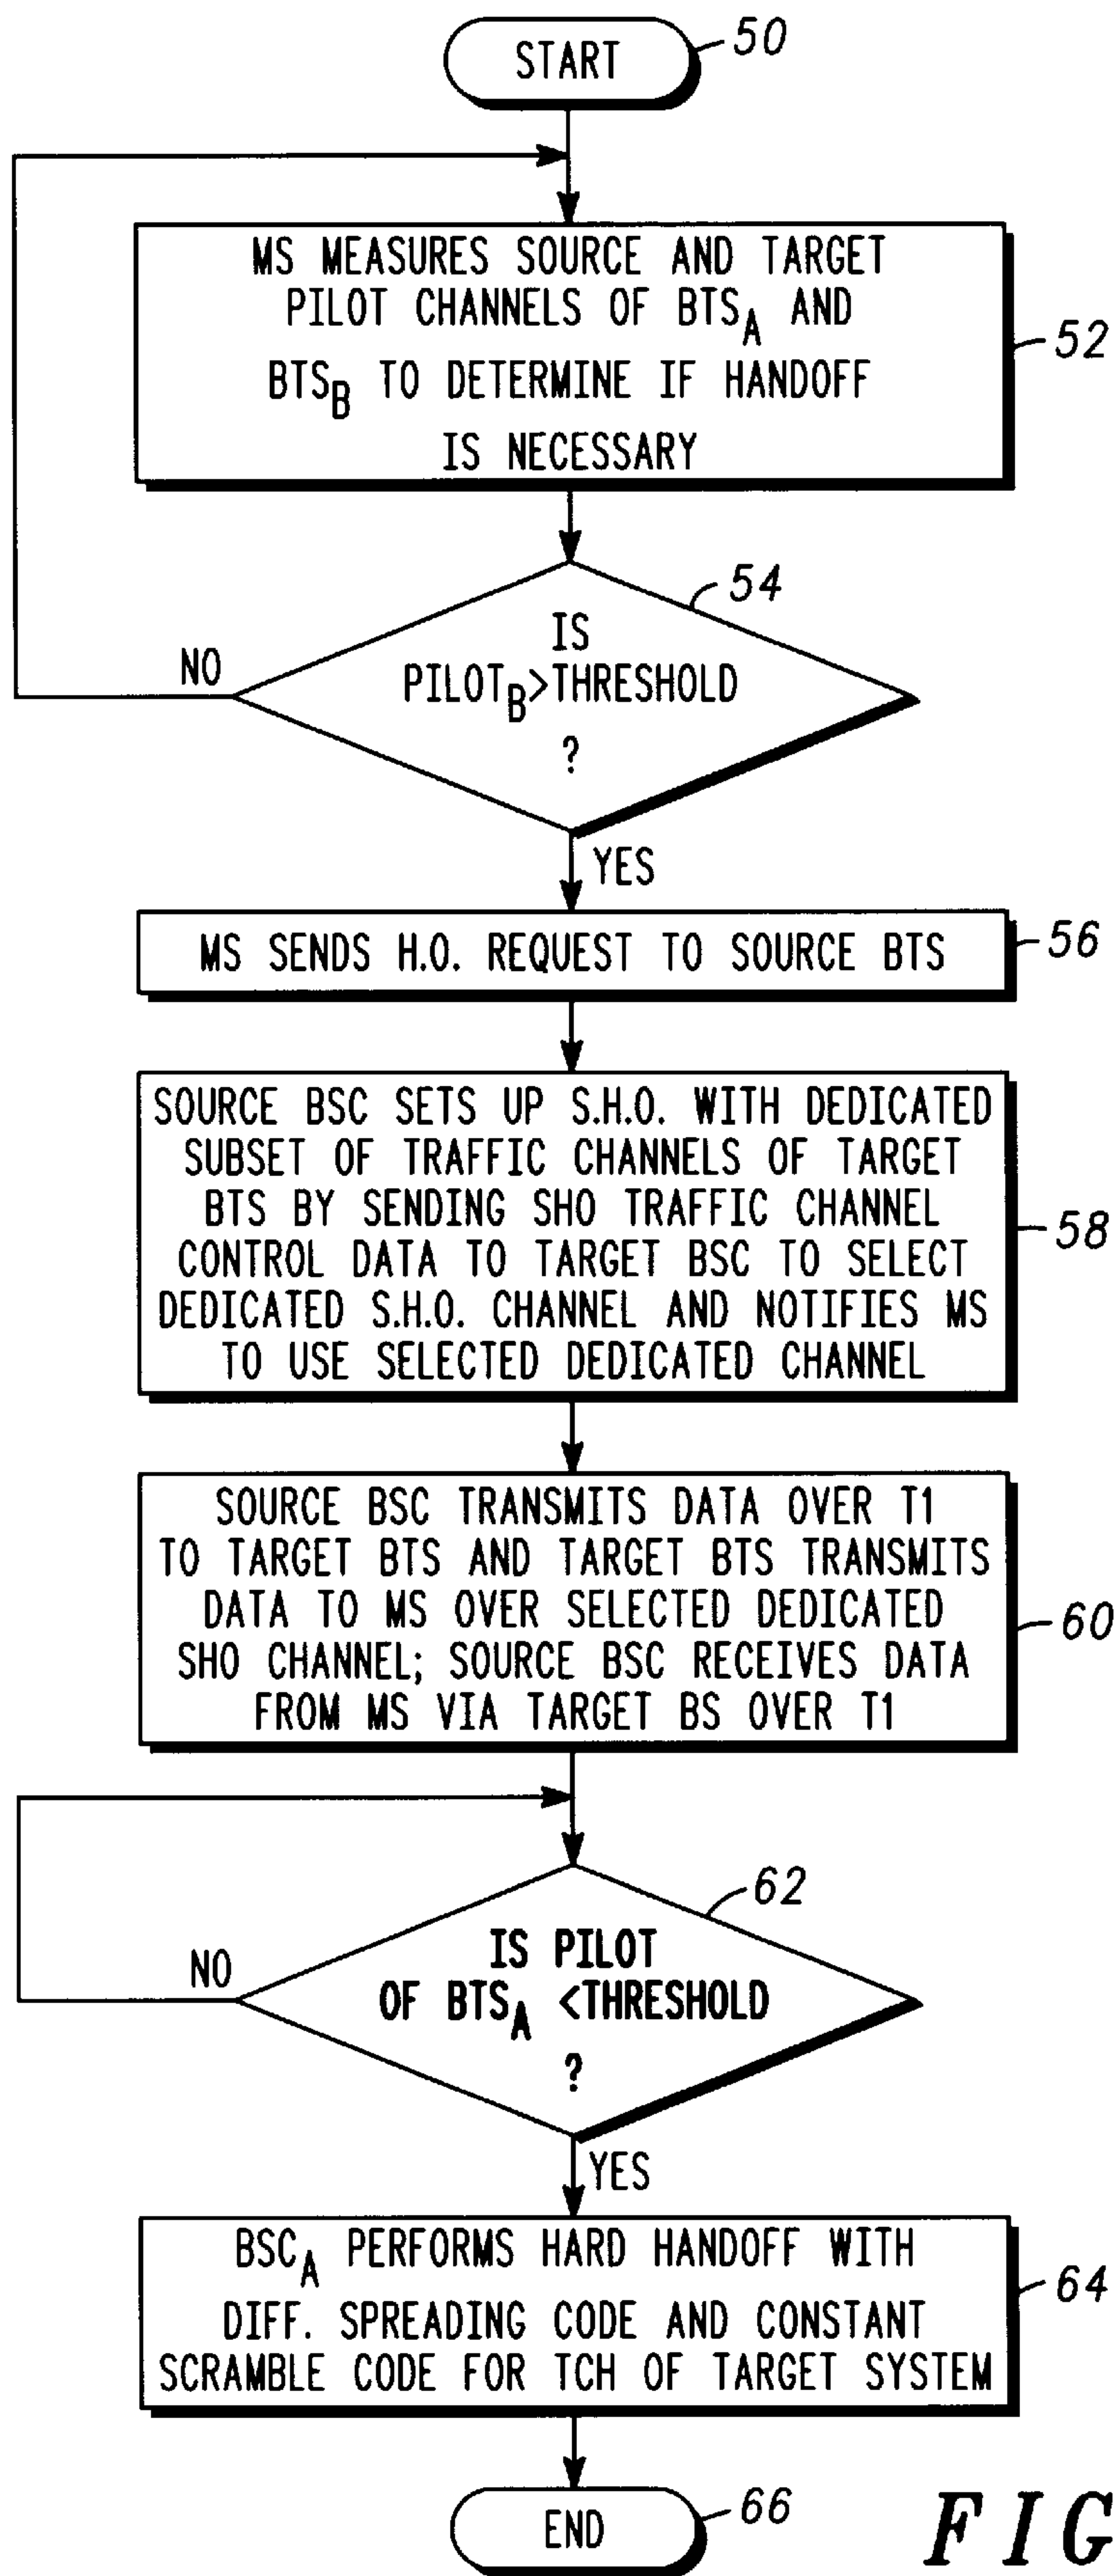 START
50
MS MEASURES SOURCE AND TARGET
PILOT CHANNELS OF BTSA AND
BTSB TO DETERMINE IF HANDOFF
IS NECESSARY
52
54
IS
PILOTB>THRESHOLD
?
NO
YES
MS SENDS H.O. REQUEST TO SOURCE BTS
56
SOURCE BSC SETS UP S.H.O. WITH DEDICATED
SUBSET OF TRAFFIC CHANNELS OF TARGET
BTS BY SENDING SHO TRAFFIC CHANNEL
CONTROL DATA TO TARGET BSC TO SELECT
DEDICATED S.H.O. CHANNEL AND NOTIFIES MS
TO USE SELECTED DEDICATED CHANNEL
58
SOURCE BSC TRANSMITS DATA OVER T1
TO TARGET BTS AND TARGET BTS TRANSMITS
DATA TO MS OVER SELECTED DEDICATED
SHO CHANNEL; SOURCE BSC RECEIVES DATA
FROM MS VIA TARGET BS OVER T1
60
62
IS PILOT
OF BTSA <THRESHOLD
?
NO
YES
BSCA PERFORMS HARD HANDOFF WITH
DIFF. SPREADING CODE AND CONSTANT
SCRAMBLE CODE FOR TCH OF TARGET SYSTEM
64
END
66
FIG